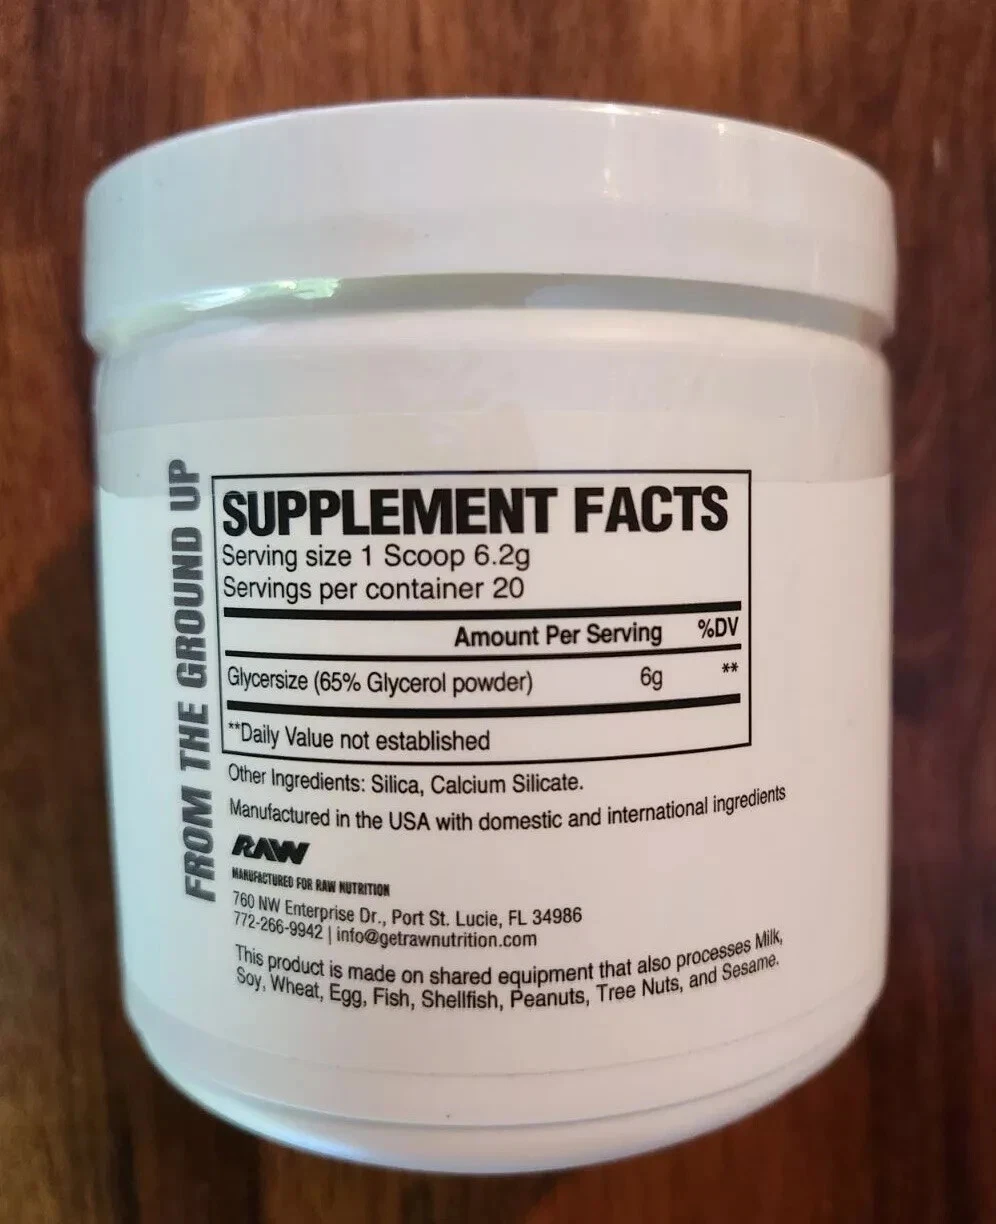 FROM THE GROUND UP
SUPPLEMENT FACTS
Serving size 1 Scoop 6.2g
Servings per container 20
Amount Per Serving %DV
Glycersize (65% Glycerol powder) 6g **
**Daily Value not established
Other Ingredients: Silica, Calcium Silicate.
Manufactured in the USA with domestic and international ingredients
RAW
MANUFACTURED FOR RAW NUTRITION
760 NW Enterprise Dr., Port St. Lucie, FL 34986
772-266-9942 | info@getrawnutrition.com
This product is made on shared equipment that also processes Milk,
Soy, Wheat, Egg, Fish, Shellfish, Peanuts, Tree Nuts, and Sesame.